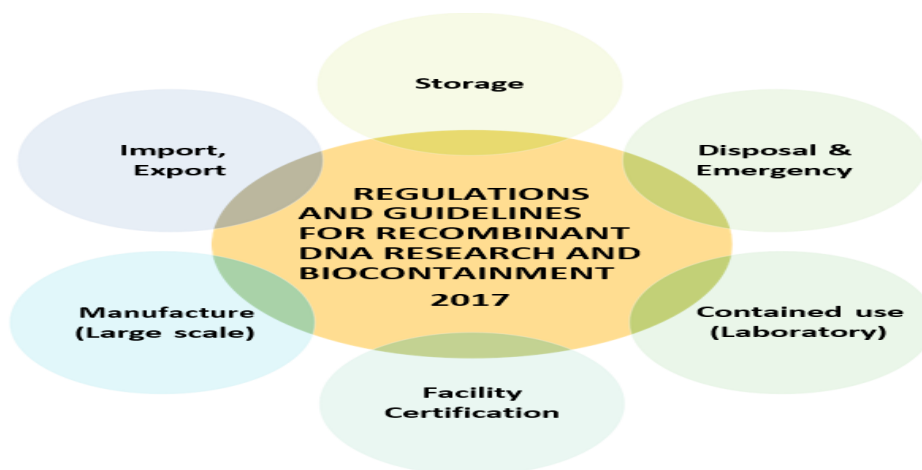 Storage
Import,
Export
Disposal &
Emergency
REGULATIONS
AND GUIDELINES
FOR RECOMBINANT
DNA RESEARCH AND
BIOCONTAINMENT
2017
Manufacture
(Large scale)
Contained use
(Laboratory)
Facility
Certification